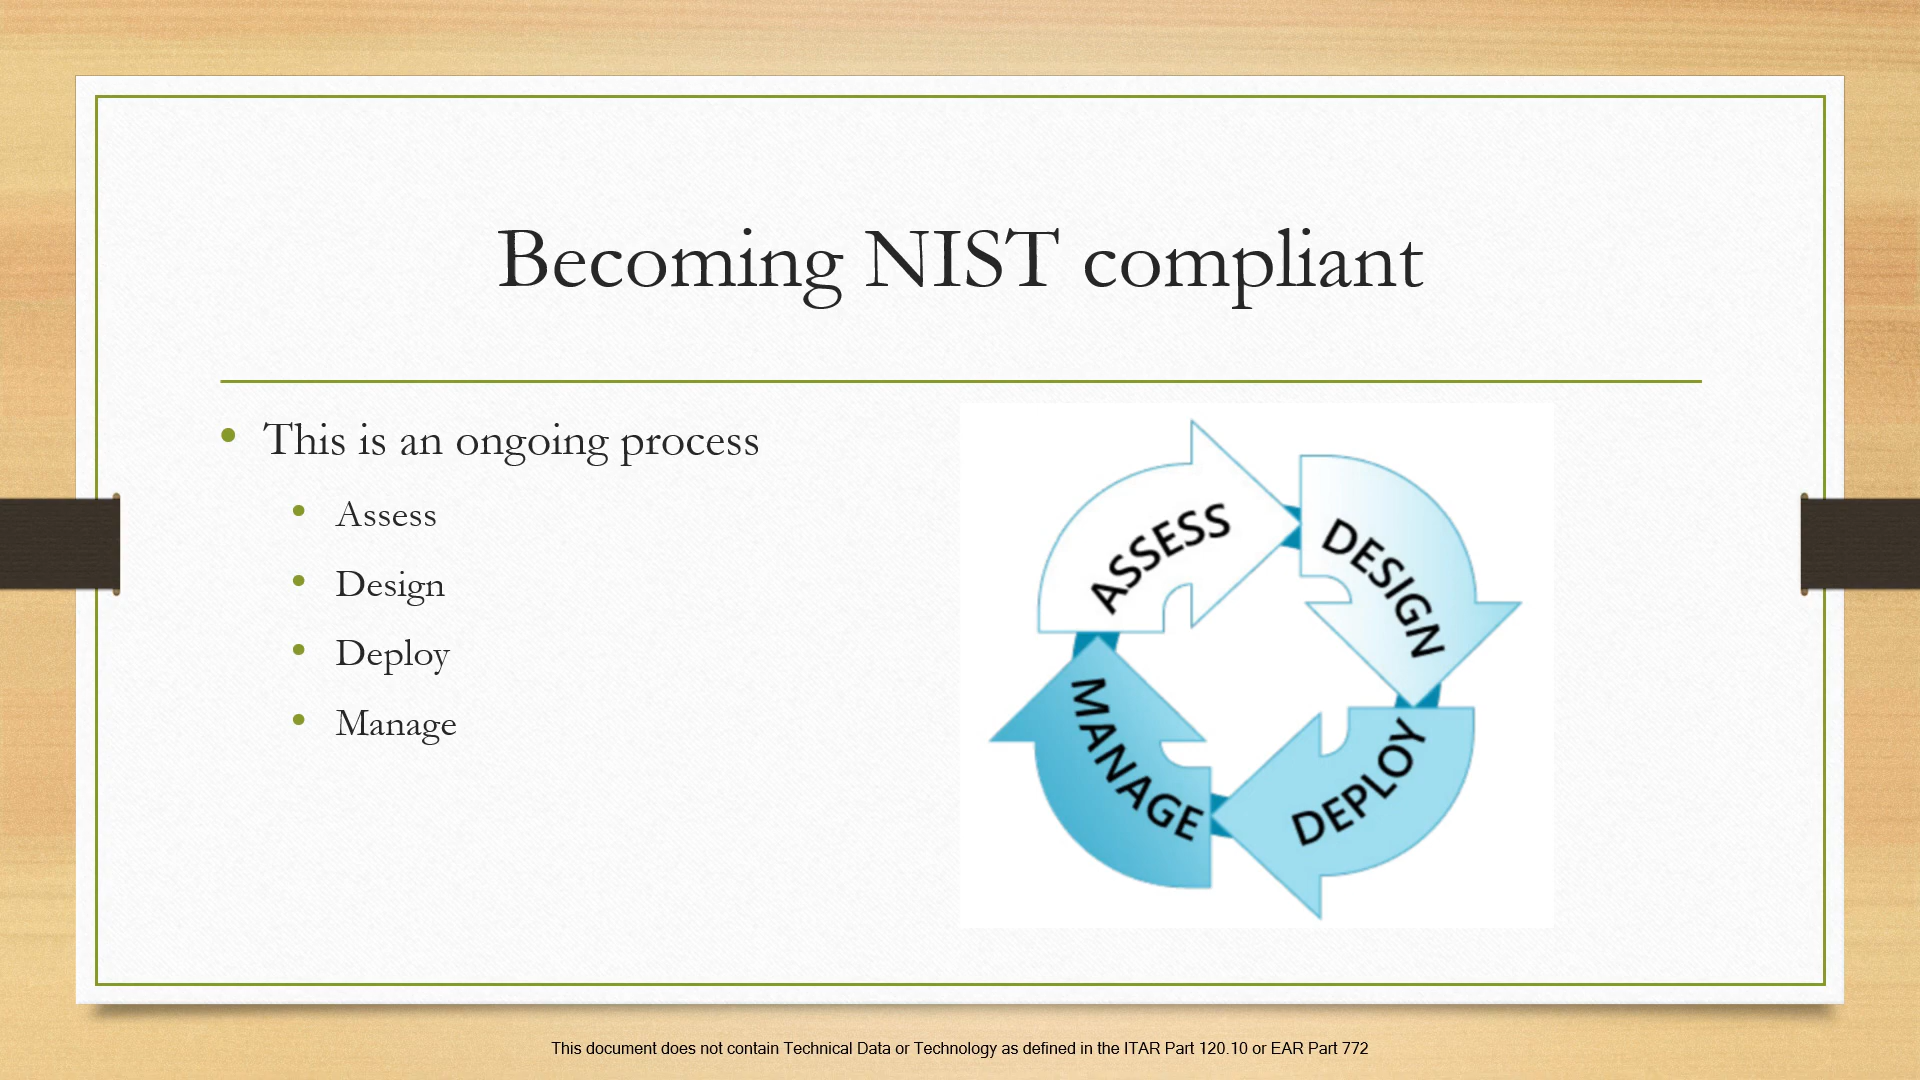 Becoming NIST compliant
This is an ongoing process
Assess
Design
Deploy
Manage
ASSESS
DESIGN
DEPLOY
MANAGE
This document does not contain Technical Data or Technology as defined in the ITAR Part 120.10 or EAR Part 772